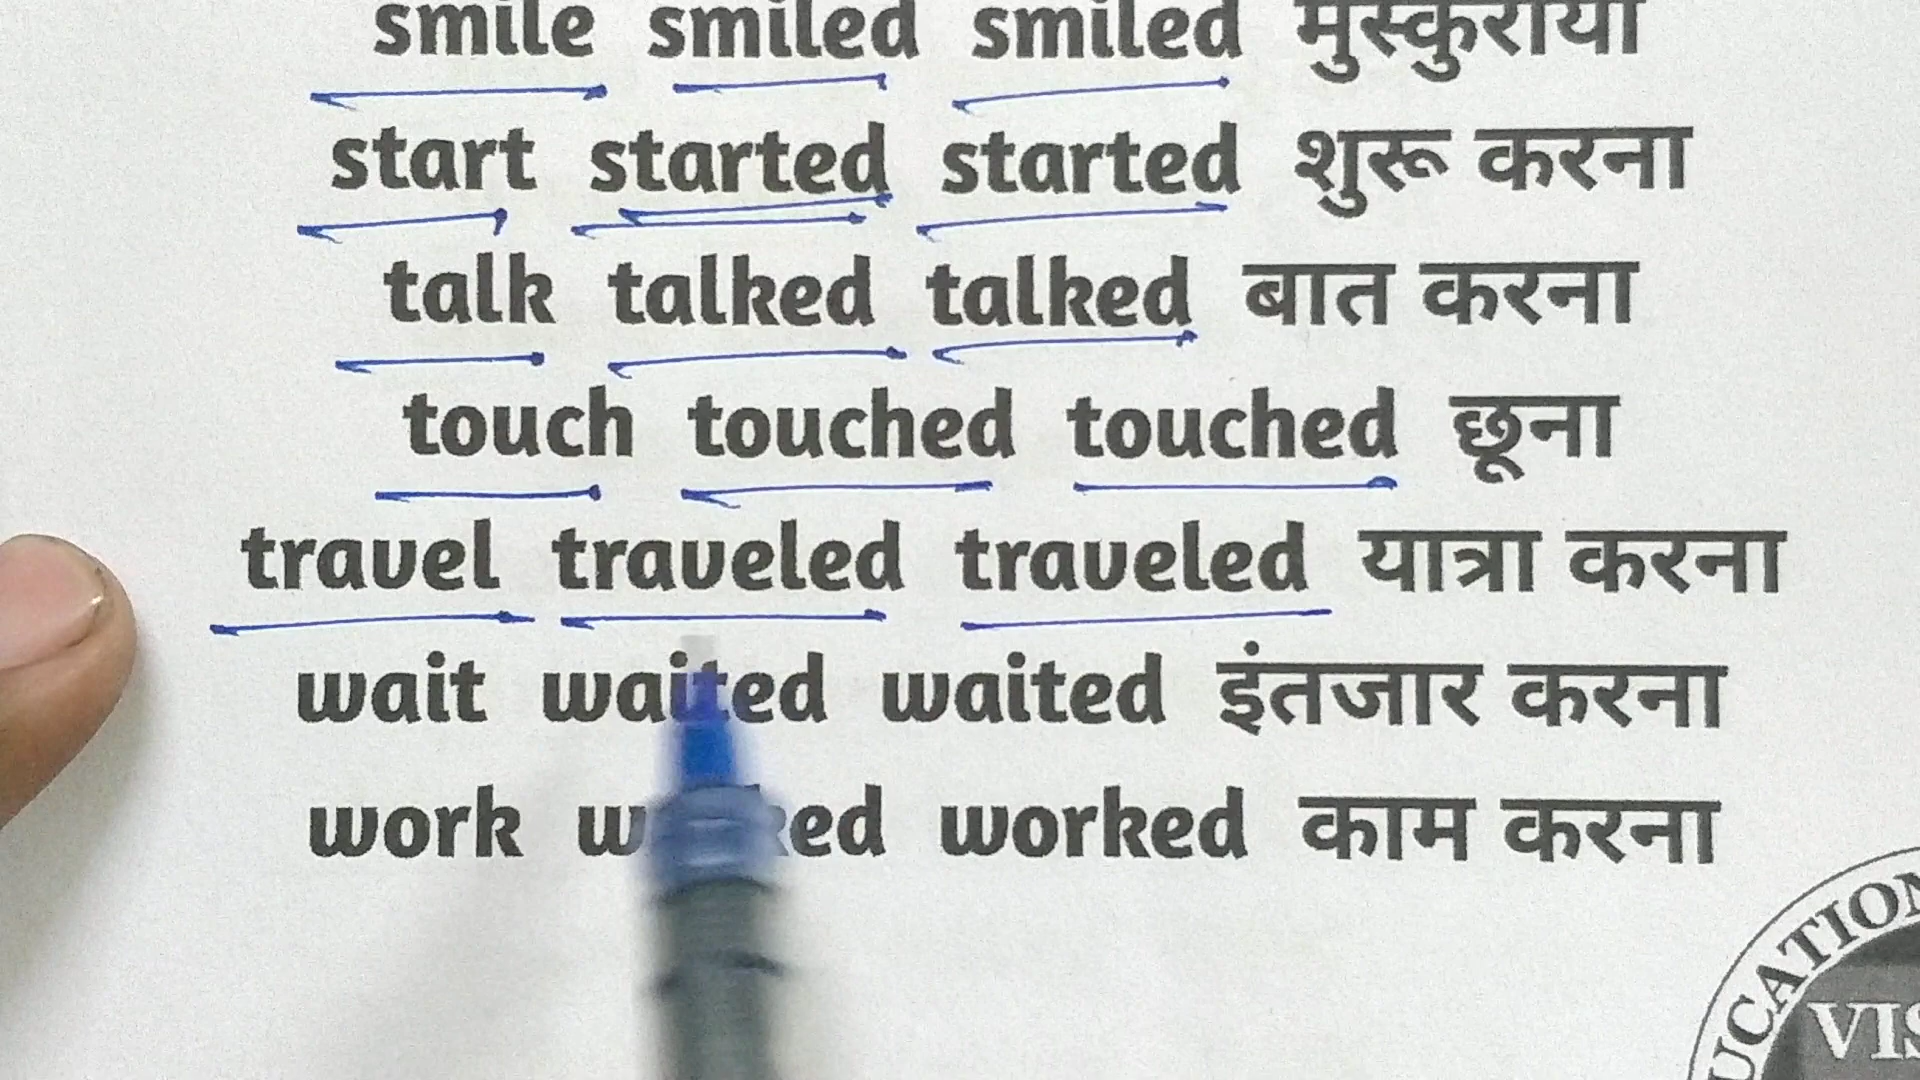 smile smiled smiled मुस्कुराया
start started started शुरू करना
talk talked talked बात करना
touch touched touched छूना
travel traveled traveled यात्रा करना
wait waited waited इंतजार करना
work worked काम करना